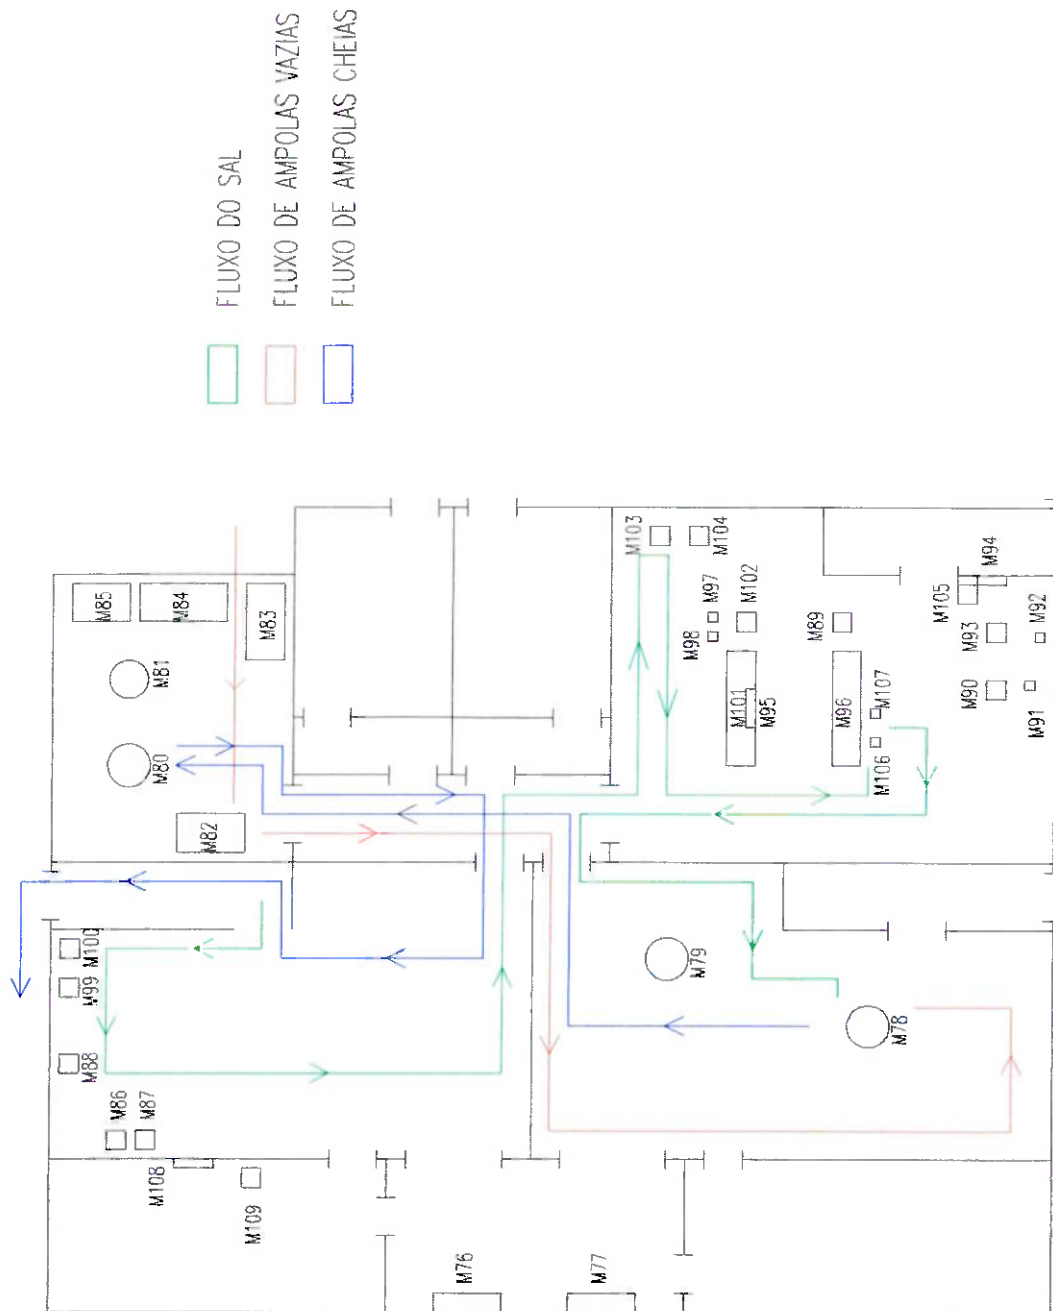 FLUXO DO SAL
FLUXO DE AMPOLAS VAZIAS
FLUXO DE AMPOLAS CHEIAS
M85
M84
M83
M81
M80
M82
M103
M104
M97
M98
M102
M101
M95
M89
M96
M107
M106
M94
M105
M93
M92
M90
M91
M100
M99
M88
M86
M87
M108
M109
M79
M78
M76
M77